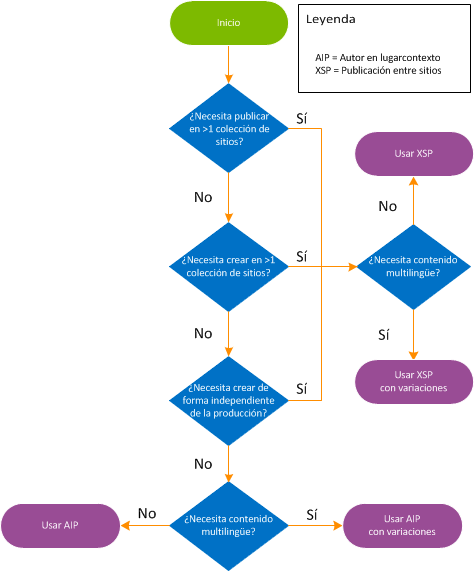 Inicio
Leyenda
AIP = Autor en lugarcontexto
XSP = Publicación entre sitios
¿Necesita publicar
en >1 colección de
sitios?
Sí
Usar XSP
No
No
¿Necesita crear en >1
colección de sitios?
Sí
¿Necesita contenido
multilingüe?
No
Sí
Usar XSP
con variaciones
¿Necesita crear de
forma independiente
de la producción?
Sí
No
Usar AIP
No
¿Necesita contenido
multilingüe?
Sí
Usar AIP
con variaciones